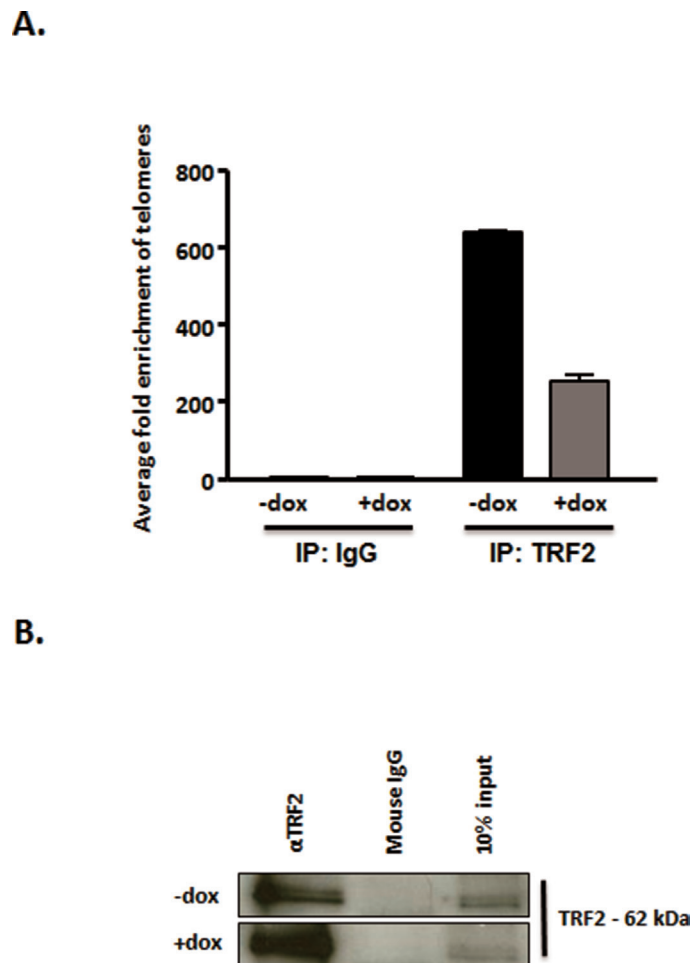 A.
Average fold enrichment of telomeres
800
600
400
200
0
-dox +dox -dox +dox
IP: IgG IP: TRF2
B.
αTRF2 Mouse IgG 10% input
-dox
+dox
TRF2 - 62 kDa